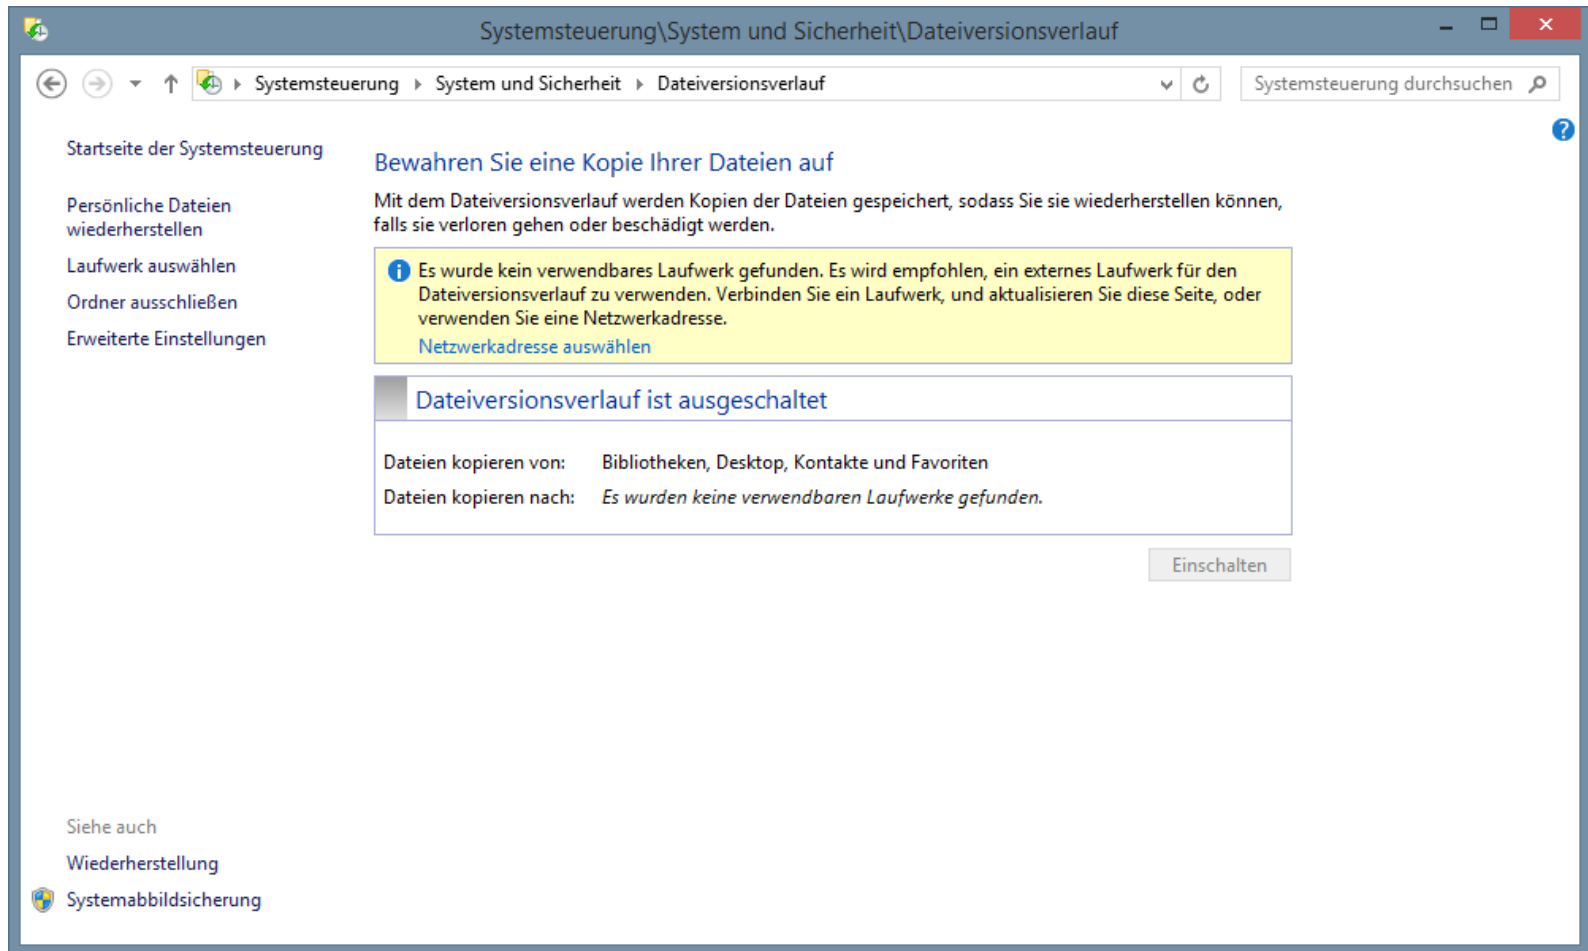 Systemsteuerung\System und Sicherheit\Dateiversionsverlauf
Systemsteuerung System und Sicherheit Dateiversionsverlauf
Systemsteuerung durchsuchen
Startseite der Systemsteuerung
Persönliche Dateien
wiederherstellen
Laufwerk auswählen
Ordner ausschließen
Erweiterte Einstellungen
Bewahren Sie eine Kopie Ihrer Dateien auf
Mit dem Dateiversionsverlauf werden Kopien der Dateien gespeichert, sodass Sie sie wiederherstellen können,
falls sie verloren gehen oder beschädigt werden.
Es wurde kein verwendbares Laufwerk gefunden. Es wird empfohlen, ein externes Laufwerk für den
Dateiversionsverlauf zu verwenden. Verbinden Sie ein Laufwerk, und aktualisieren Sie diese Seite, oder
verwenden Sie eine Netzwerkadresse.
Netzwerkadresse auswählen
Dateiversionsverlauf ist ausgeschaltet
Dateien kopieren von: Bibliotheken, Desktop, Kontakte und Favoriten
Dateien kopieren nach: Es wurden keine verwendbaren Laufwerke gefunden.
Einschalten
Siehe auch
Wiederherstellung
Systemabbildsicherung